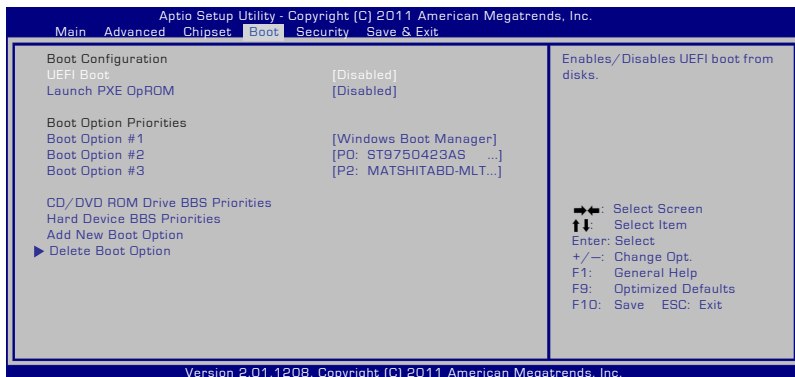 Aptio Setup Utility - Copyright (C) 2011 American Megatrends, Inc.
Main Advanced Chipset Boot Security Save & Exit
Boot Configuration
UEFI Boot [Disabled]
Launch PXE OpROM [Disabled]
Boot Option Priorities
Boot Option #1 [Windows Boot Manager]
Boot Option #2 [P0: ST9750423AS ...]
Boot Option #3 [P2: MATSHITABD-MLT...]
CD/DVD ROM Drive BBS Priorities
Hard Device BBS Priorities
Add New Boot Option
Delete Boot Option
Enables/Disables UEFI boot from
disks.
→←: Select Screen
↑↓: Select Item
Enter: Select
+/—: Change Opt.
F1: General Help
F9: Optimized Defaults
F10: Save ESC: Exit
Version 2.01.1208. Copyright (C) 2011 American Megatrends, Inc.